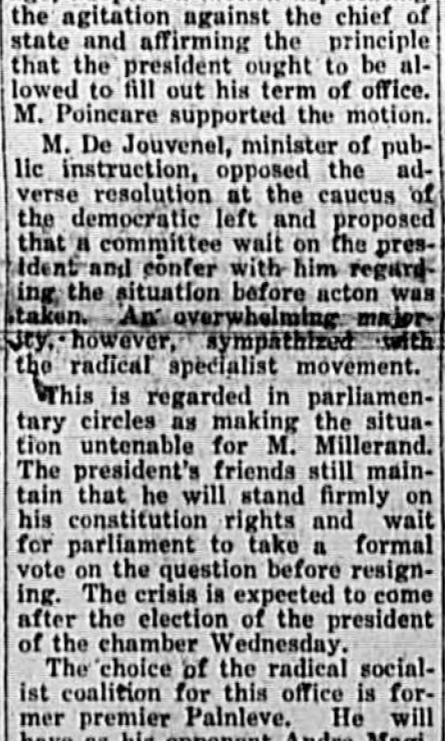 the agitation against the chief of
state and affirming the principle
that the president ought to be al-
lowed to fill out his term of office.
M. Poincare supported the motion.
M. De Jouvenel, minister of pub-
lic instruction, opposed the ad-
verse resolution at the caucus of
the democratic left and proposed
that a committee wait on the pres-
ident and confer with him regard-
ing the situation before acton was
taken. An overwhelming major-
ity, however, sympathized with
the radical specialist movement.
This is regarded in parliamen-
tary circles as making the situa-
tion untenable for M. Millerand.
The president's friends still main-
tain that he will stand firmly on
his constitution rights and wait
for parliament to take a formal
vote on the question before resign-
ing. The crisis is expected to come
after the election of the president
of the chamber Wednesday.
The choice of the radical social-
ist coalition for this office is for-
mer premier Painleve. He will
have as his opponent Andre Magi-